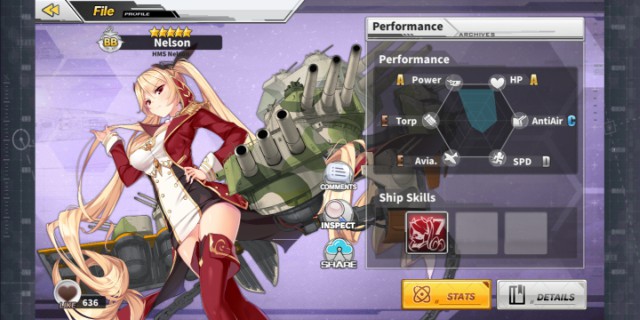 File PROFILE
BB Nelson
HMS Nelson
Performance
ARCHIVES
Performance
A Power HP A
E Torp AntiAir C
E Avia. SPD D
Ship Skills
COMMENTS
INSPECT
SHARE
LIKE 636
STATS DETAILS